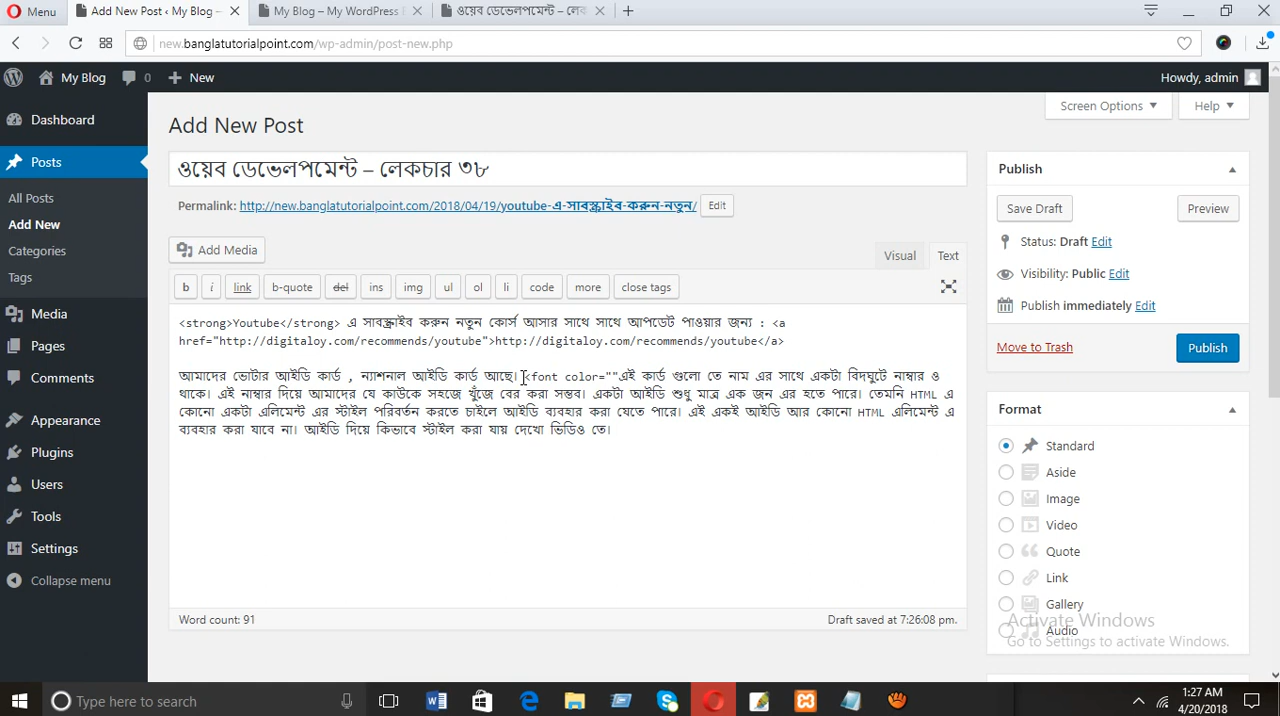 Menu
Add New Post ‹ My Blog –
My Blog – My WordPress
ওয়েব ডেভেলপমেন্ট – লেক
new.banglatutorialpoint.com/wp-admin/post-new.php
My Blog 0 New
Howdy, admin
Screen Options Help
Add New Post
Dashboard
Posts
All Posts
Add New
Categories
Tags
Media
Pages
Comments
Appearance
Plugins
Users
Tools
Settings
Collapse menu
ওয়েব ডেভেলপমেন্ট – লেকচার ৩৮
Permalink: http://new.banglatutorialpoint.com/2018/04/19/youtube-এ-সাবস্ক্রাইব-করুন-নতুন/ Edit
Add Media
Visual Text
b i link b-quote del ins img ul ol li code more close tags
<strong>Youtube</strong> এ সাবস্ক্রাইব করুন নতুন কোর্স আসার সাথে সাথে আপডেট পাওয়ার জন্য : <a
href="http://digitaloy.com/recommends/youtube">http://digitaloy.com/recommends/youtube</a>
আমাদের ভোটার আইডি কার্ড , ন্যাশনাল আইডি কার্ড আছে। <font color=""এই কার্ড গুলো তে নাম এর সাথে একটা বিদঘুটে নাম্বার ও
থাকে। এই নাম্বার দিয়ে আমাদের যে কাউকে সহজে খুঁজে বের করা সম্ভব। একটা আইডি শুধু মাত্র এক জন এর হতে পারে। তেমনি HTML এ
কোনো একটা এলিমেন্ট এর স্টাইল পরিবর্তন করতে চাইলে আইডি ব্যবহার করা যেতে পারে। এই একই আইডি আর কোনো HTML এলিমেন্ট এ
ব্যবহার করা যাবে না। আইডি দিয়ে কিভাবে স্টাইল করা যায় দেখো ভিডিও তে।
Word count: 91
Draft saved at 7:26:08 pm.
Publish
Save Draft Preview
Status: Draft Edit
Visibility: Public Edit
Publish immediately Edit
Move to Trash Publish
Format
Standard
Aside
Image
Video
Quote
Link
Gallery
Audio
Activate Windows
Go to Settings to activate Windows.
Type here to search
1:27 AM
4/20/2018